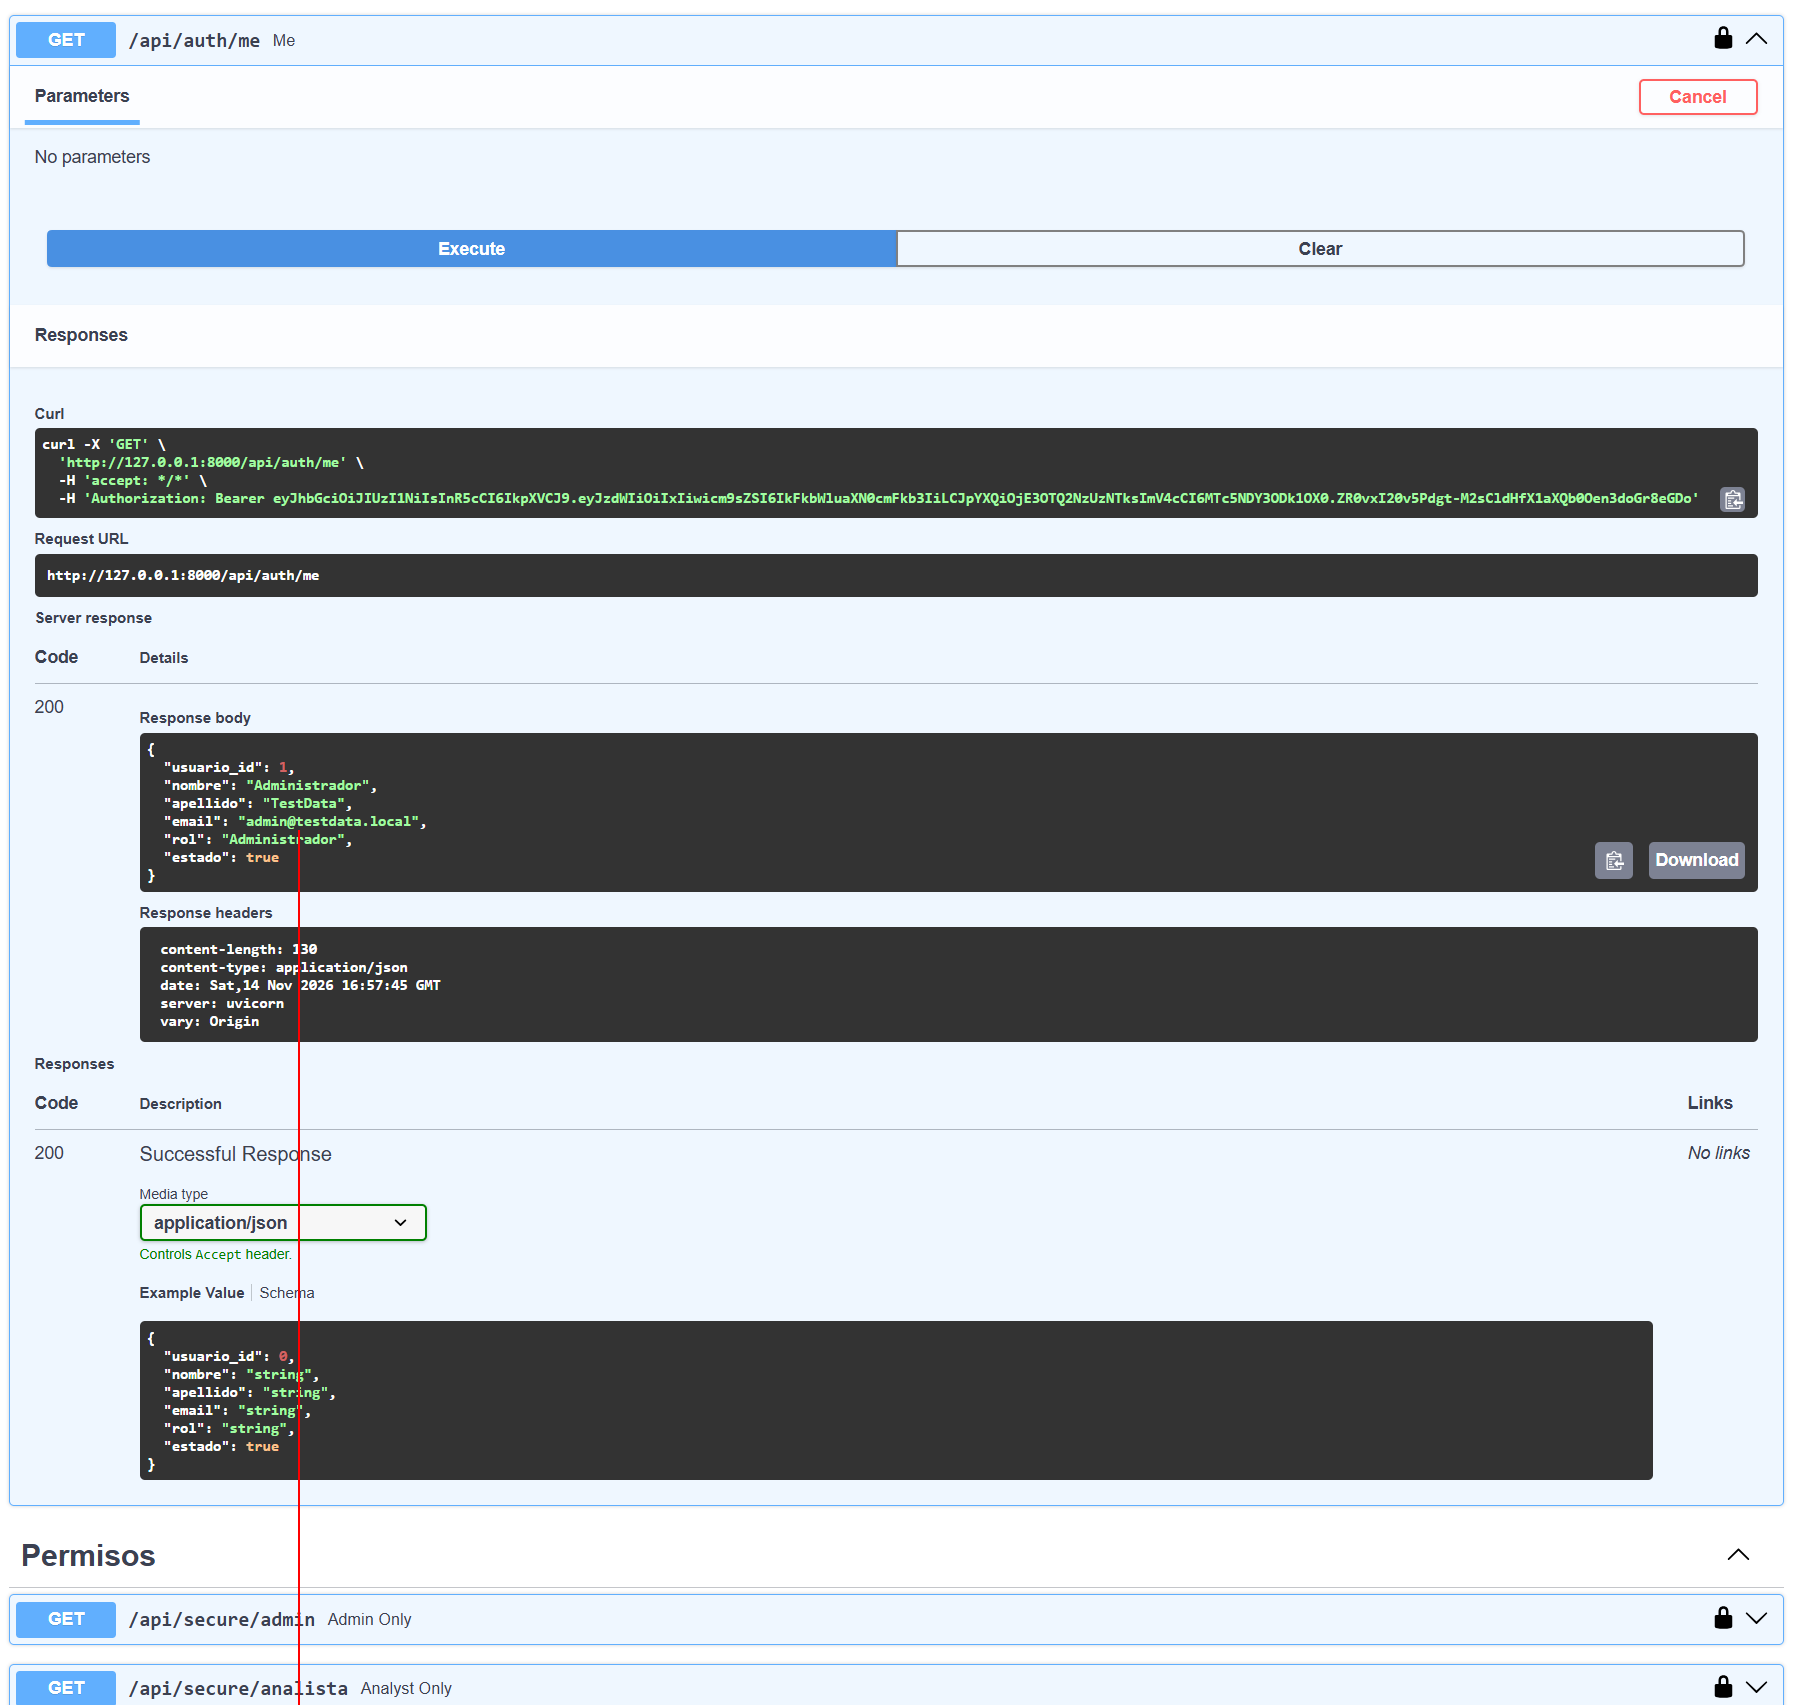 GET /api/auth/me Me
Parameters
Cancel
No parameters
Execute
Clear
Responses
Curl
curl -X 'GET' \
'http://127.0.0.1:8000/api/auth/me' \
-H 'accept: */*' \
-H 'Authorization: Bearer eyJhbGciOiJIUzI1NiIsInR5cCI6IkpXVCJ9.eyJzdWIiOiIxIiwicm9sZSI6IkFkbWluaXN0cmFkb3IiLCJpYXQiOjE3OTQ2NzUzNTksImV4cCI6MTc5NDY3ODk1OX0.ZR0vxI20v5Pdgt-M2sCldHfX1aXQb0Oen3doGr8eGDo'
Request URL
http://127.0.0.1:8000/api/auth/me
Server response
Code Details
200
Response body
{
"usuario_id": 1,
"nombre": "Administrador",
"apellido": "TestData",
"email": "admin@testdata.local",
"rol": "Administrador",
"estado": true
}
Download
Response headers
content-length: 130
content-type: application/json
date: Sat,14 Nov 2026 16:57:45 GMT
server: uvicorn
vary: Origin
Responses
Code Description Links
200 Successful Response No links
Media type
application/json
Controls Accept header.
Example Value Schema
{
"usuario_id": 0,
"nombre": "string",
"apellido": "string",
"email": "string",
"rol": "string",
"estado": true
}
Permisos
GET /api/secure/admin Admin Only
GET /api/secure/analista Analyst Only